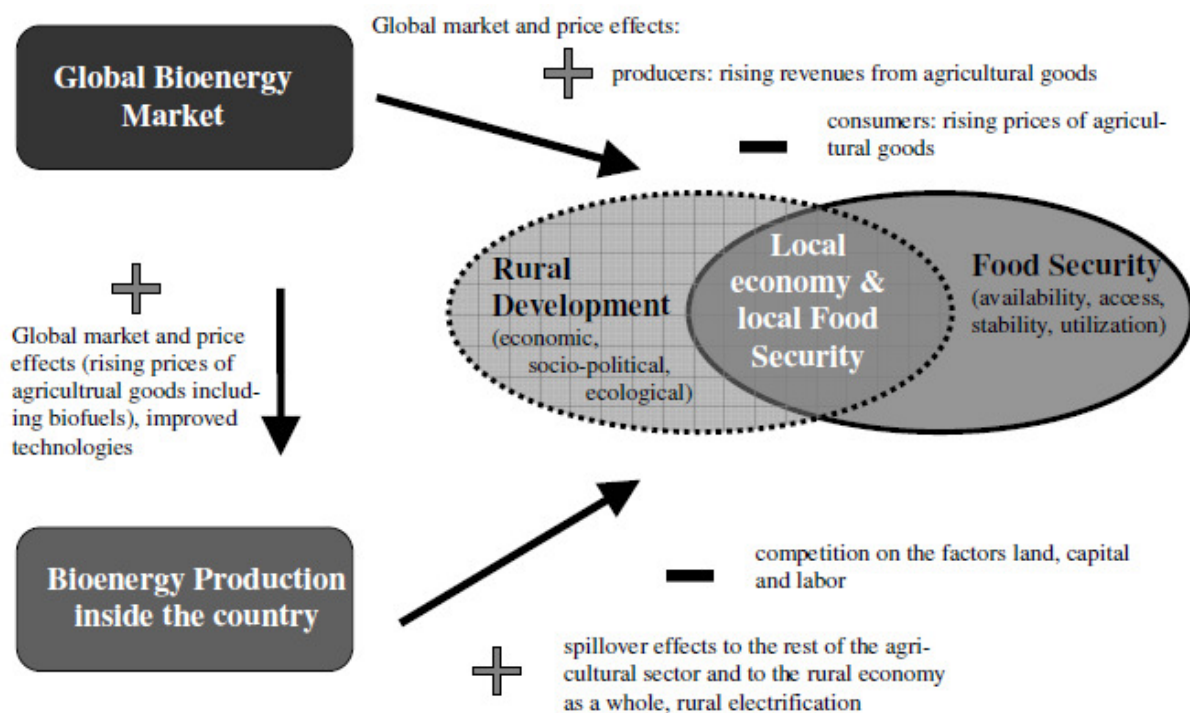 Global Bioenergy
Market
Global market and price effects:
producers: rising revenues from agricultural goods
consumers: rising prices of agricul-
tural goods
Rural
Development
(economic,
socio-political,
ecological)
Local
economy &
local Food
Security
Food Security
(availability, access,
stability, utilization)
Global market and price
effects (rising prices of
agricultrual goods includ-
ing biofuels), improved
technologies
Bioenergy Production
inside the country
competition on the factors land, capital
and labor
spillover effects to the rest of the agri-
cultural sector and to the rural economy
as a whole, rural electrification